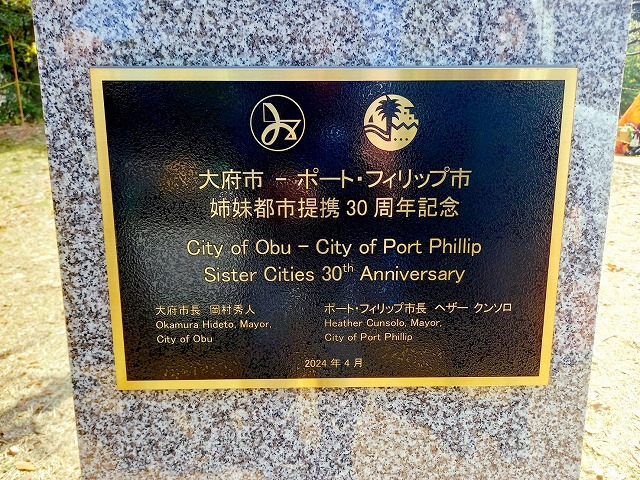 大府市 - ポート・フィリップ市
姉妹都市提携 30 周年記念
City of Obu – City of Port Phillip
Sister Cities 30th Anniversary
大府市長 岡村秀人
Okamura Hideto, Mayor,
City of Obu
ポート・フィリップ市長 ヘザー クンソロ
Heather Cunsolo, Mayor,
City of Port Phillip
2024 年 4 月